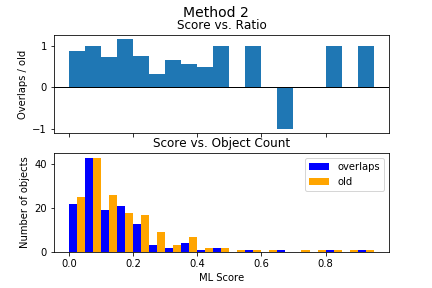 Method 2
Score vs. Ratio
1
0
−1
Overlaps / old
Score vs. Object Count
40
20
0
Number of objects
overlaps
old
0.0 0.2 0.4 0.6 0.8
ML Score